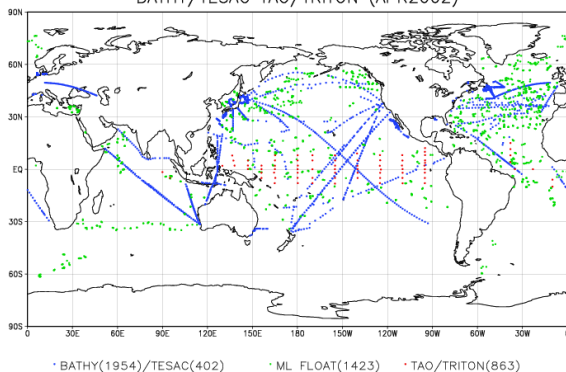 BATHY/TESAC TAO/TRITON (APR2002)
90N
60N
30N
EQ
30S
60S
90S
0 30E 60E 90E 120E 150E 180 150W 120W 90W 60W 30W 0
• BATHY(1954)/TESAC(402) • ML FLOAT(1423) • TAO/TRITON(863)